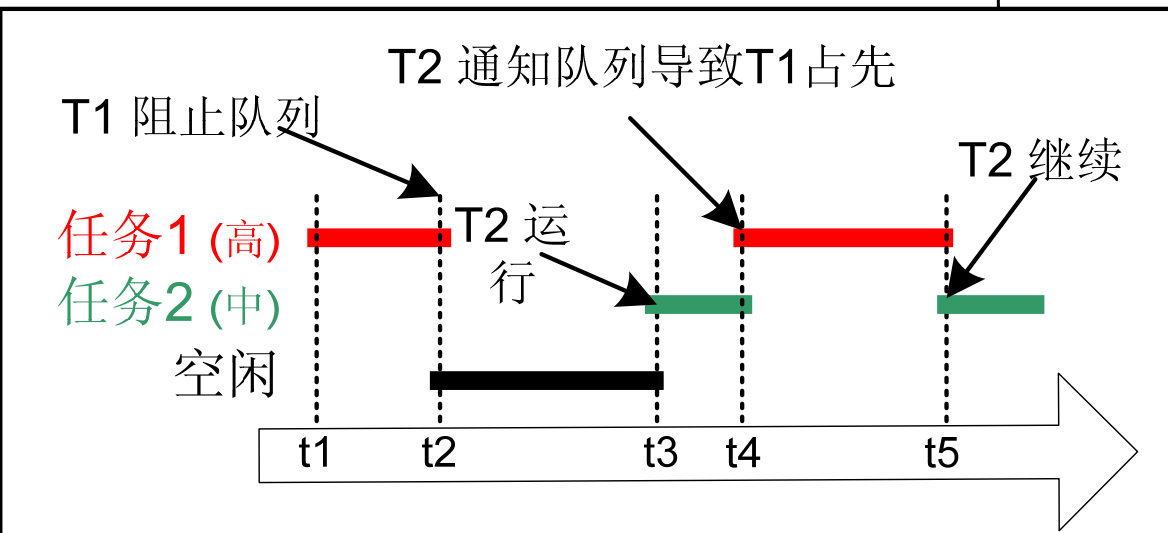 T2 通知队列导致T1占先
T1 阻止队列
T2 继续
任务1 (高)
T2 运
行
任务2 (中)
空闲
t1 t2 t3 t4 t5